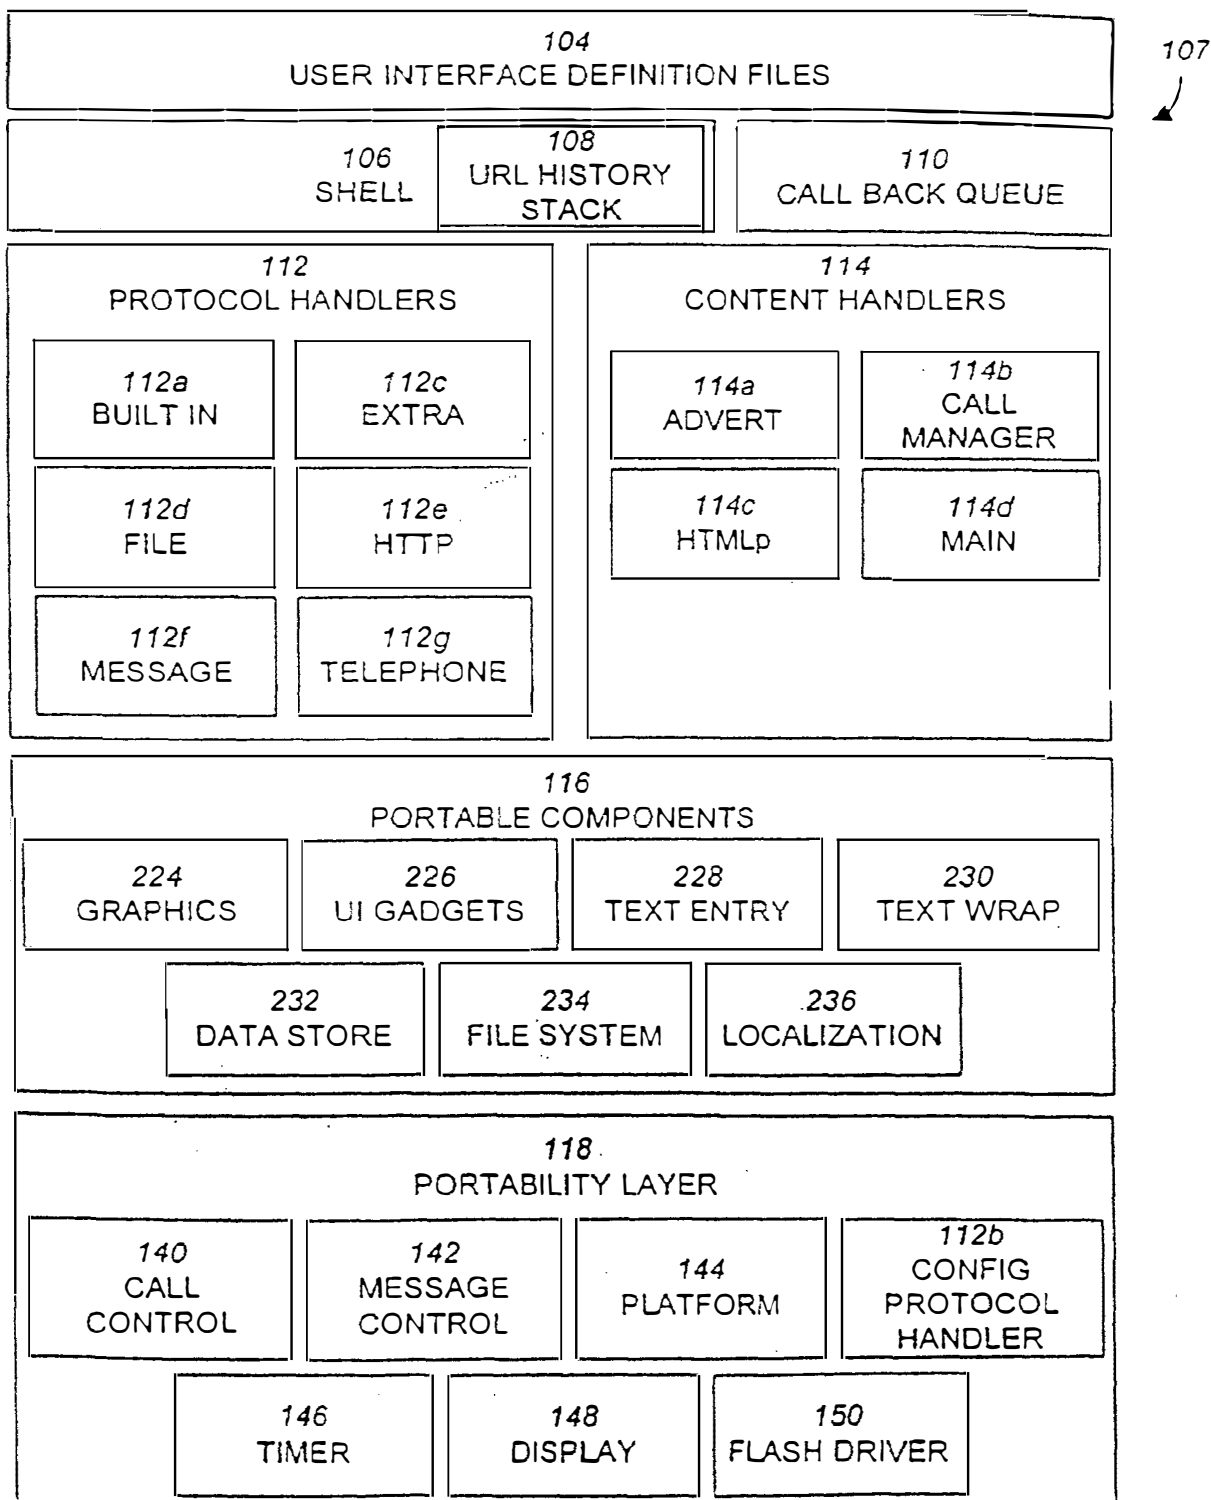 104
USER INTERFACE DEFINITION FILES
107
106
SHELL
108
URL HISTORY
STACK
110
CALL BACK QUEUE
112
PROTOCOL HANDLERS
112a
BUILT IN
112c
EXTRA
112d
FILE
112e
HTTP
112f
MESSAGE
112g
TELEPHONE
114
CONTENT HANDLERS
114a
ADVERT
114b
CALL
MANAGER
114c
HTMLp
114d
MAIN
116
PORTABLE COMPONENTS
224
GRAPHICS
226
UI GADGETS
228
TEXT ENTRY
230
TEXT WRAP
232
DATA STORE
234
FILE SYSTEM
236
LOCALIZATION
118
PORTABILITY LAYER
140
CALL
CONTROL
142
MESSAGE
CONTROL
144
PLATFORM
112b
CONFIG
PROTOCOL
HANDLER
146
TIMER
148
DISPLAY
150
FLASH DRIVER